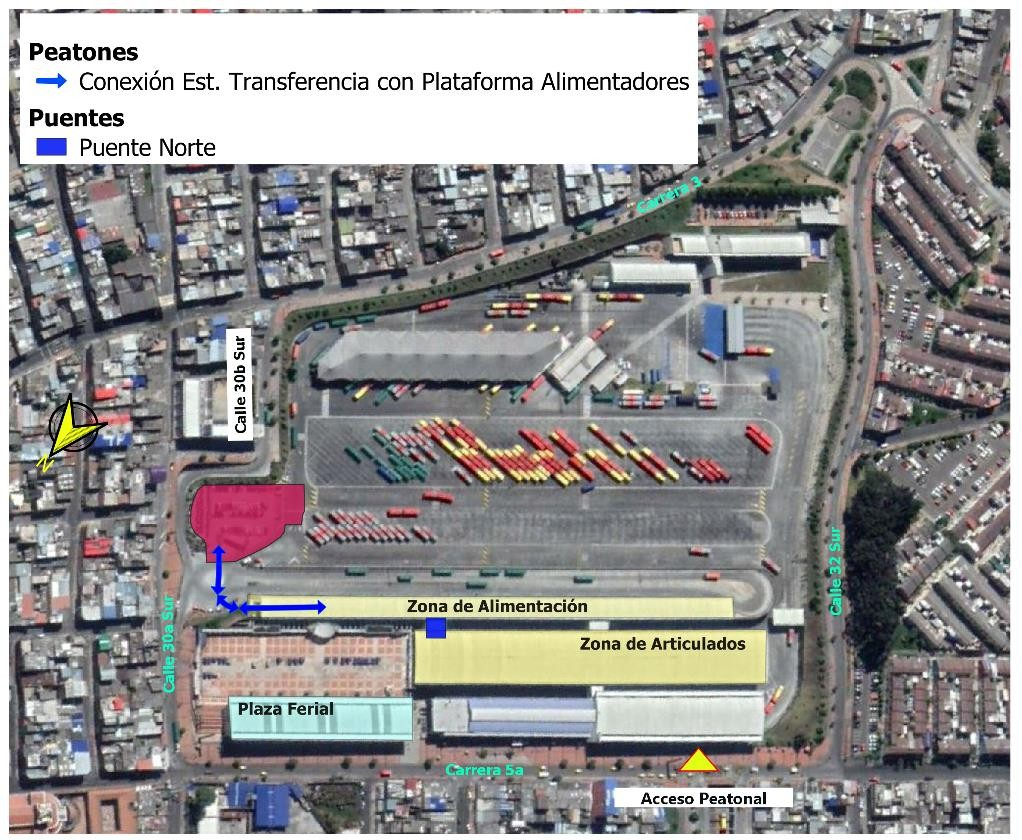 Peatones
Conexión Est. Transferencia con Plataforma Alimentadores
Puentes
Puente Norte
Carrera 3
Calle 30b Sur
N
Calle 32 Sur
Calle 30a Sur
Zona de Alimentación
Zona de Articulados
Plaza Ferial
Carrera 5a
Acceso Peatonal